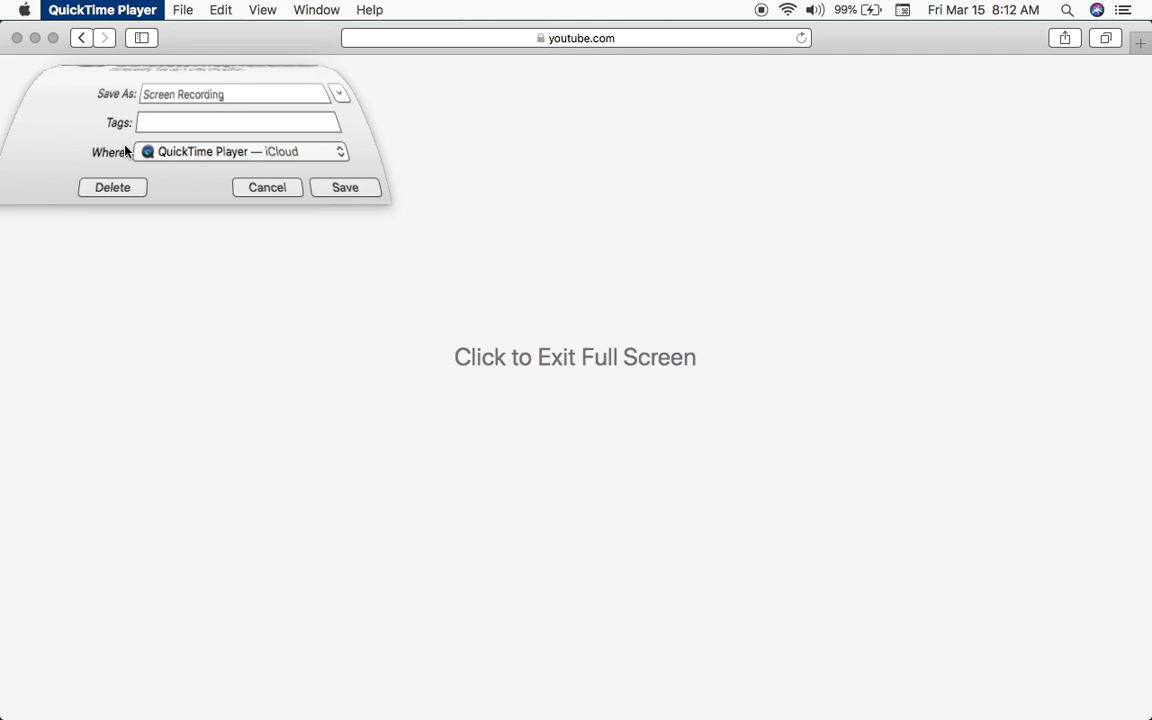 QuickTime Player File Edit View Window Help 99% Fri Mar 15 8:12 AM
youtube.com
Save As: Screen Recording
Tags:
Where: QuickTime Player — iCloud
Delete Cancel Save
Click to Exit Full Screen